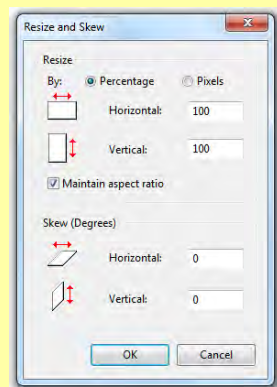 Resize and Skew
Resize
By: Percentage Pixels
Horizontal: 100
Vertical: 100
Maintain aspect ratio
Skew (Degrees)
Horizontal: 0
Vertical: 0
OK Cancel